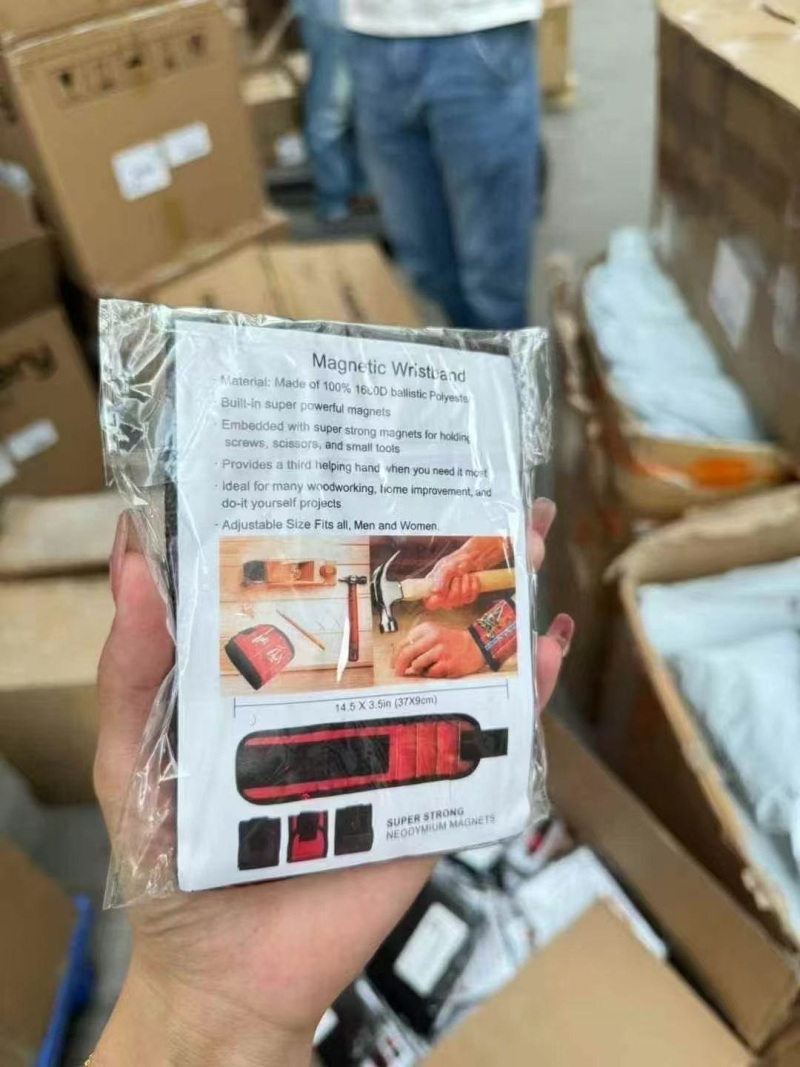 Magnetic Wristband
· Material: Made of 100% 1680D ballistic Polyeste
· Built-in super powerful magnets
· Embedded with super strong magnets for holding
screws, scissors, and small tools
· Provides a third helping hand when you need it most
· Ideal for many woodworking, home improvement, and
do-it yourself projects
· Adjustable Size Fits all, Men and Women.
14.5 X 3.5in (37X9cm)
SUPER STRONG
NEODYMIUM MAGNETS